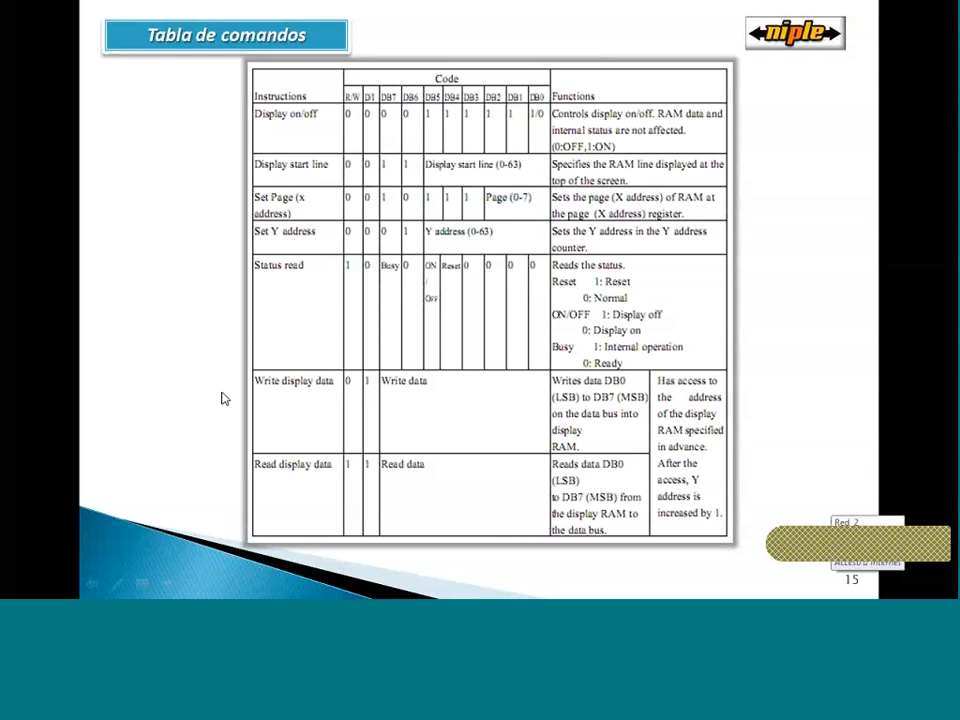 Tabla de comandos
niple
Code
Instructions R/W D/I DB7 DB6 DB5 DB4 DB3 DB2 DB1 DB0 Functions
Display on/off 0 0 0 0 1 1 1 1 1 1/0 Controls display on/off. RAM data and
internal status are not affected.
(0:OFF,1:ON)
Display start line 0 0 1 1 Display start line (0-63) Specifies the RAM line displayed at the
top of the screen.
Set Page (x 0 0 1 0 1 1 1 Page (0-7) Sets the page (X address) of RAM at
address) the page (X address) register.
Set Y address 0 0 0 1 Y address (0-63) Sets the Y address in the Y address
counter.
Status read 1 0 Busy 0 ON Reset 0 0 0 0 Reads the status.
/ Reset 1: Reset
Off 0: Normal
ON/OFF 1: Display off
0: Display on
Busy 1: Internal operation
0: Ready
Write display data 0 1 Write data Writes data DB0 Has access to
(LSB) to DB7 (MSB) the address
on the data bus into of the display
display RAM specified
RAM. in advance.
Read display data 1 1 Read data Reads data DB0 After the
(LSB) access, Y
to DB7 (MSB) from address is
the display RAM to increased by 1.
the data bus.
Red 2
Acceso a Internet
15